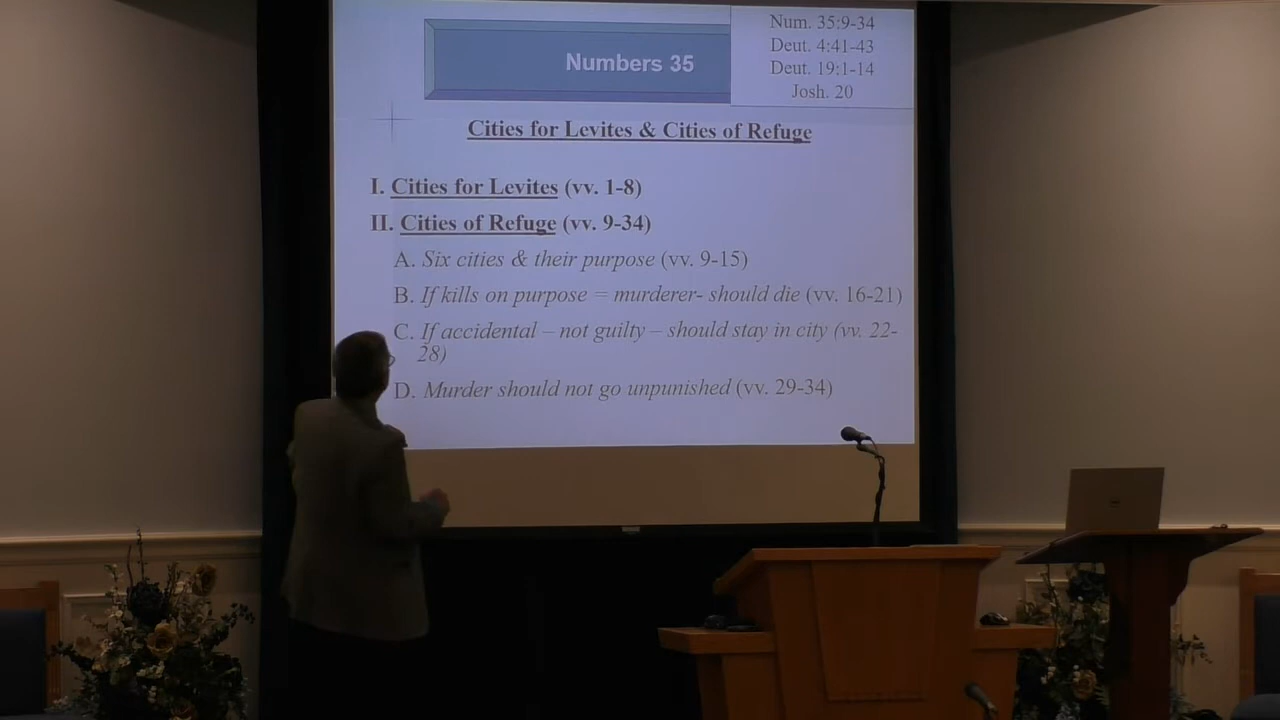 Numbers 35
Num. 35:9-34
Deut. 4:41-43
Deut. 19:1-14
Josh. 20
Cities for Levites & Cities of Refuge
I. Cities for Levites (vv. 1-8)
II. Cities of Refuge (vv. 9-34)
A. Six cities & their purpose (vv. 9-15)
B. If kills on purpose = murderer- should die (vv. 16-21)
C. If accidental – not guilty – should stay in city (vv. 22-
28)
D. Murder should not go unpunished (vv. 29-34)